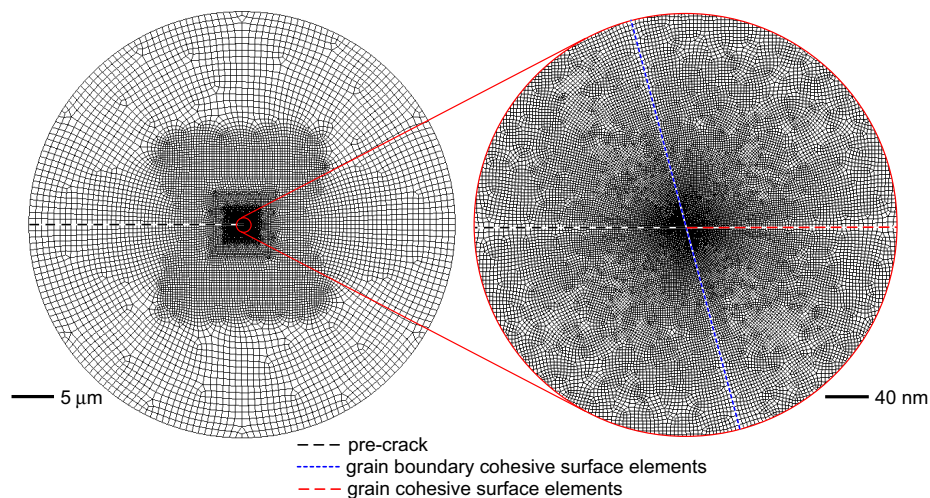 5 μm
40 nm
pre-crack
grain boundary cohesive surface elements
grain cohesive surface elements